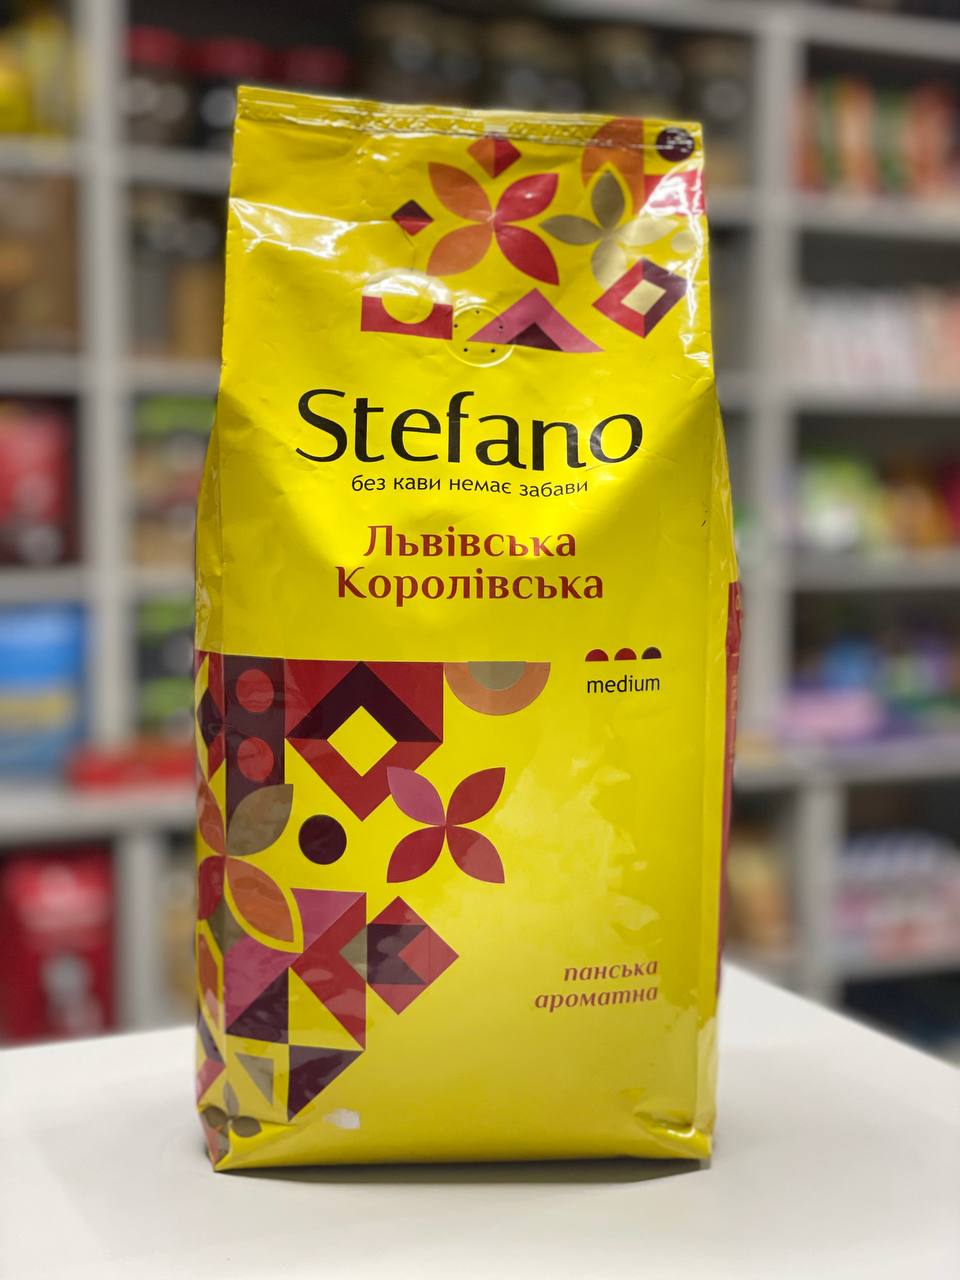 Stefano
без кави немає забави
Львівська
Королівська
medium
панська
ароматна